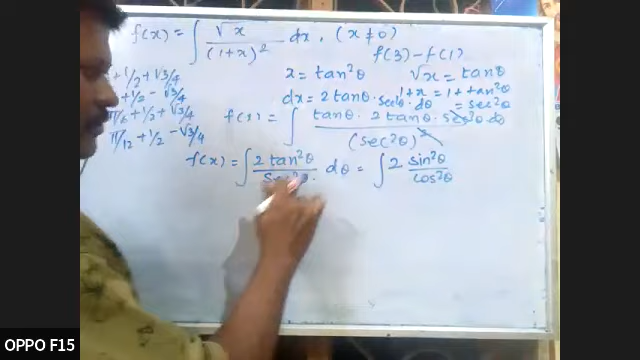 f(x) = ∫ √x / (1+x)² dx, (x ≠ 0)
f(3) - f(1)
x = tan²θ √x = tanθ
dx = 2 tanθ · sec²θ · dθ 1+x = 1 + tan²θ = sec²θ
+ 1/2 + √3/4
+ 1/2 - √3/4
π/6 + 1/2 + √3/4
π/12 + 1/2 - √3/4
= ∫ tanθ · 2 tanθ · sec²θ dθ / (sec²θ)²
f(x) = ∫ 2 tan²θ / sec²θ dθ = ∫ 2 sin²θ / cos²θ
OPPO F15